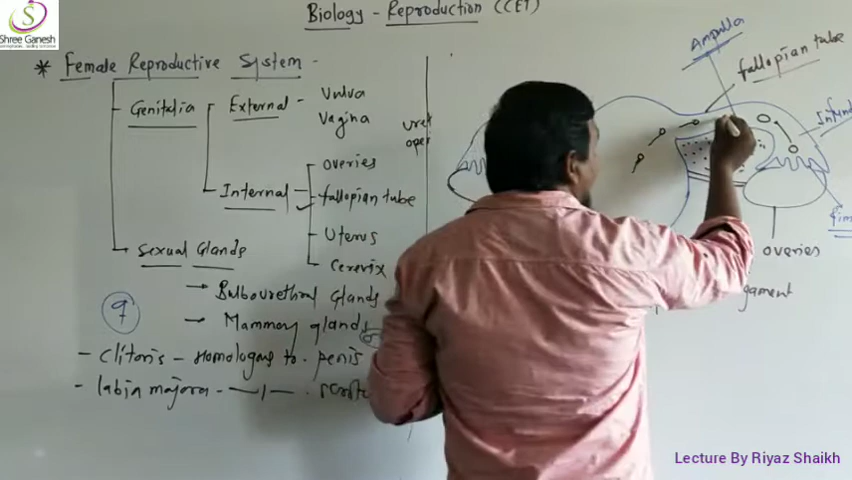 Shree Ganesh
Biology - Reproduction (CET)
* Female Reproductive System -
Genitalia
External - Vulva
Vagina
Internal - overies
fallopian tube
Uterus
Cererix
Sexual Glands
→ Bulbourethral Glands
→ Mammary glands
9
- Clitoris - Homologous to. penis
- labia majora - —〃— .
Ampulla
fallopian tube
overies
gament
Lecture By Riyaz Shaikh